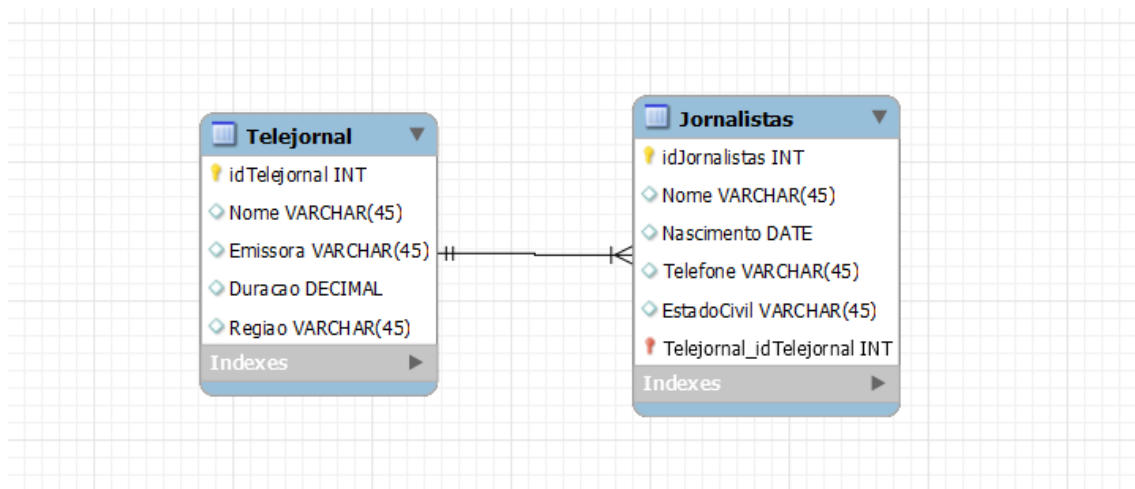 Telejornal
idTelejornal INT
Nome VARCHAR(45)
Emissora VARCHAR(45)
Duracao DECIMAL
Regiao VARCHAR(45)
Indexes
Jornalistas
idJornalistas INT
Nome VARCHAR(45)
Nascimento DATE
Telefone VARCHAR(45)
EstadoCivil VARCHAR(45)
Telejornal_idTelejornal INT
Indexes